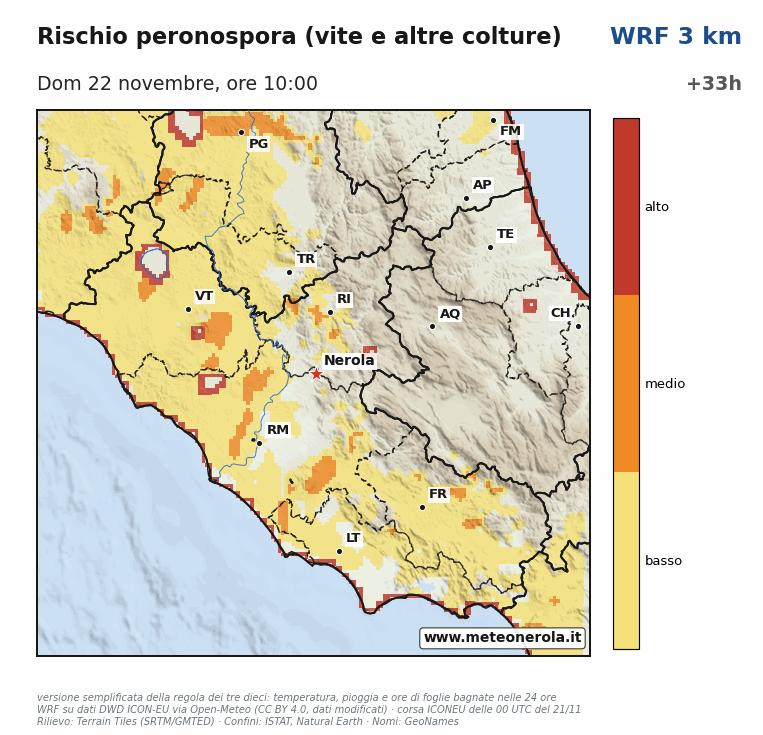 Rischio peronospora (vite e altre colture)
WRF 3 km
Dom 22 novembre, ore 10:00
+33h
FM
PG
AP
TE
TR
VT
RI
AQ
CH.
Nerola
RM
FR
LT
www.meteonerola.it
alto
medio
basso
versione semplificata della regola dei tre dieci: temperatura, pioggia e ore di foglie bagnate nelle 24 ore
WRF su dati DWD ICON-EU via Open-Meteo (CC BY 4.0, dati modificati) · corsa ICONEU delle 00 UTC del 21/11
Rilievo: Terrain Tiles (SRTM/GMTED) · Confini: ISTAT, Natural Earth · Nomi: GeoNames